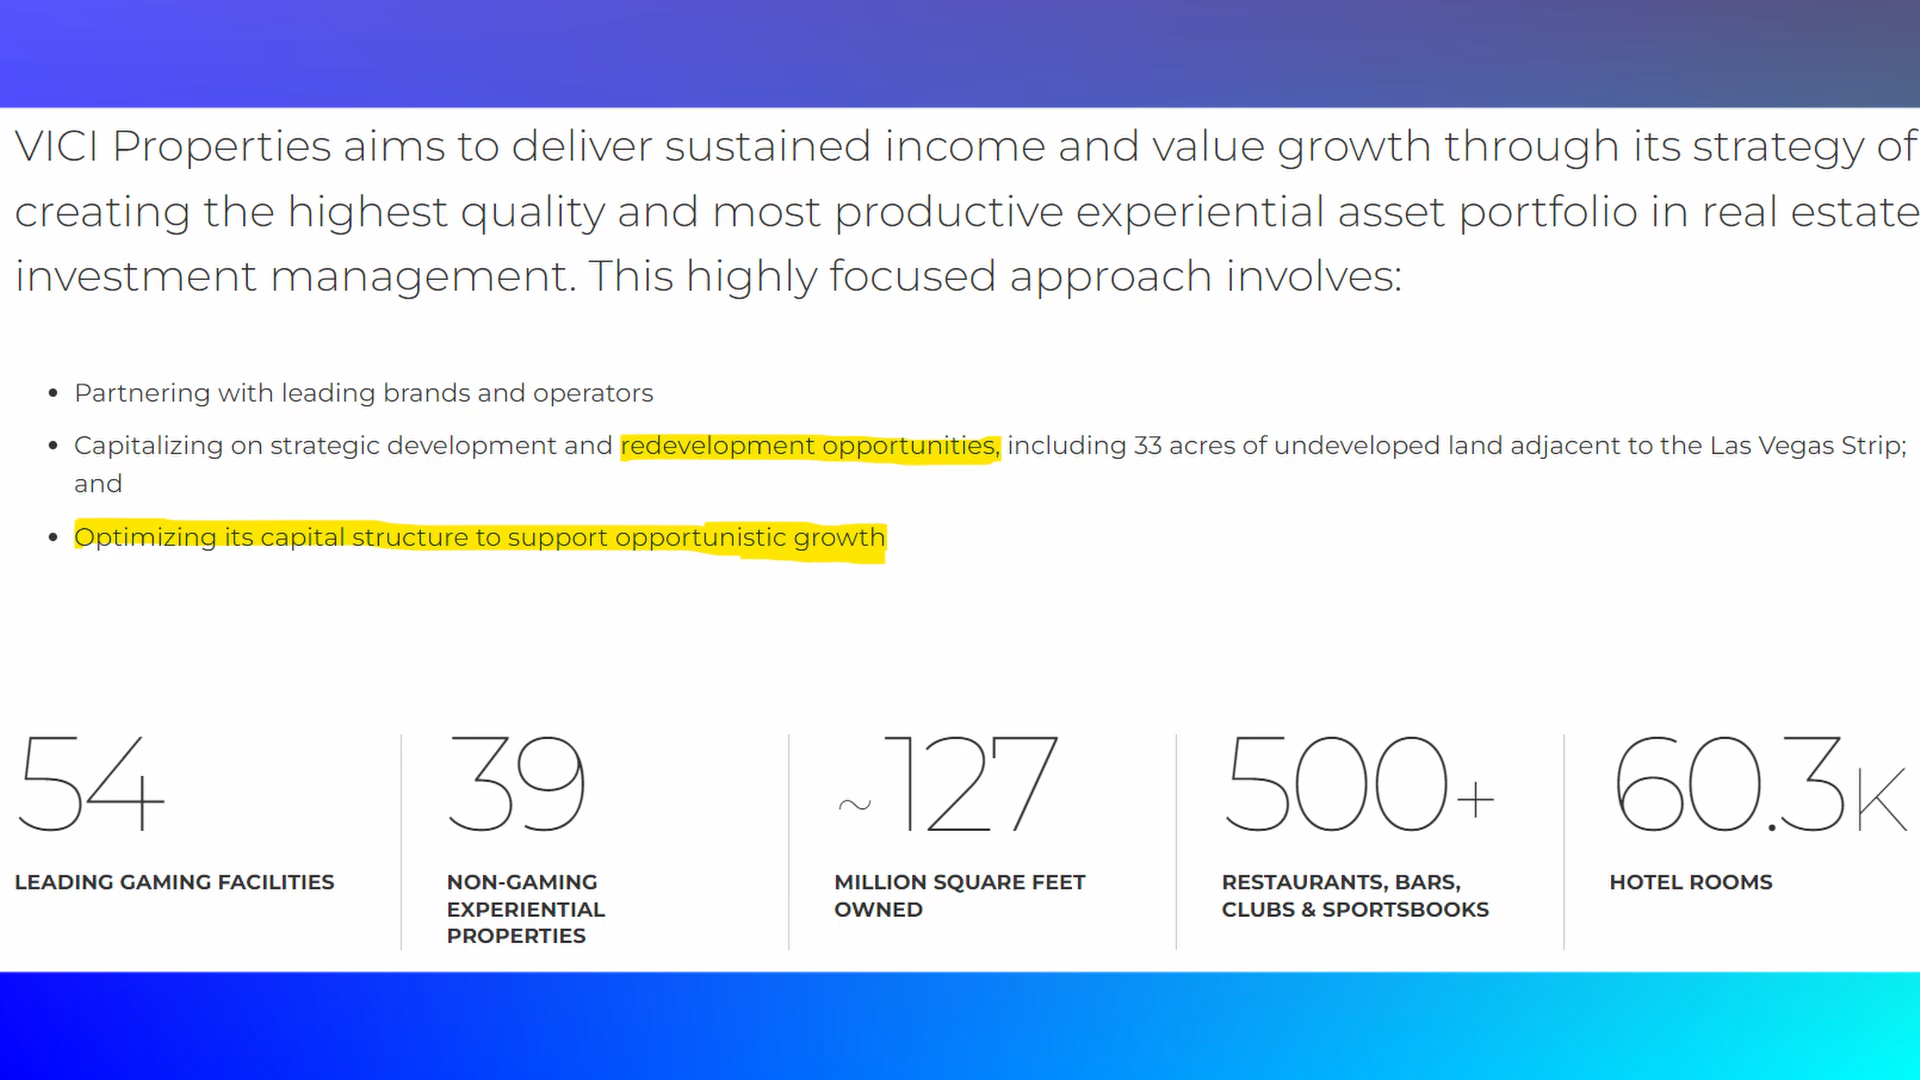 VICI Properties aims to deliver sustained income and value growth through its strategy of
creating the highest quality and most productive experiential asset portfolio in real estate
investment management. This highly focused approach involves:
• Partnering with leading brands and operators
• Capitalizing on strategic development and redevelopment opportunities, including 33 acres of undeveloped land adjacent to the Las Vegas Strip;
and
• Optimizing its capital structure to support opportunistic growth
54
LEADING GAMING FACILITIES
39
NON-GAMING
EXPERIENTIAL
PROPERTIES
~127
MILLION SQUARE FEET
OWNED
500+
RESTAURANTS, BARS,
CLUBS & SPORTSBOOKS
60.3K
HOTEL ROOMS